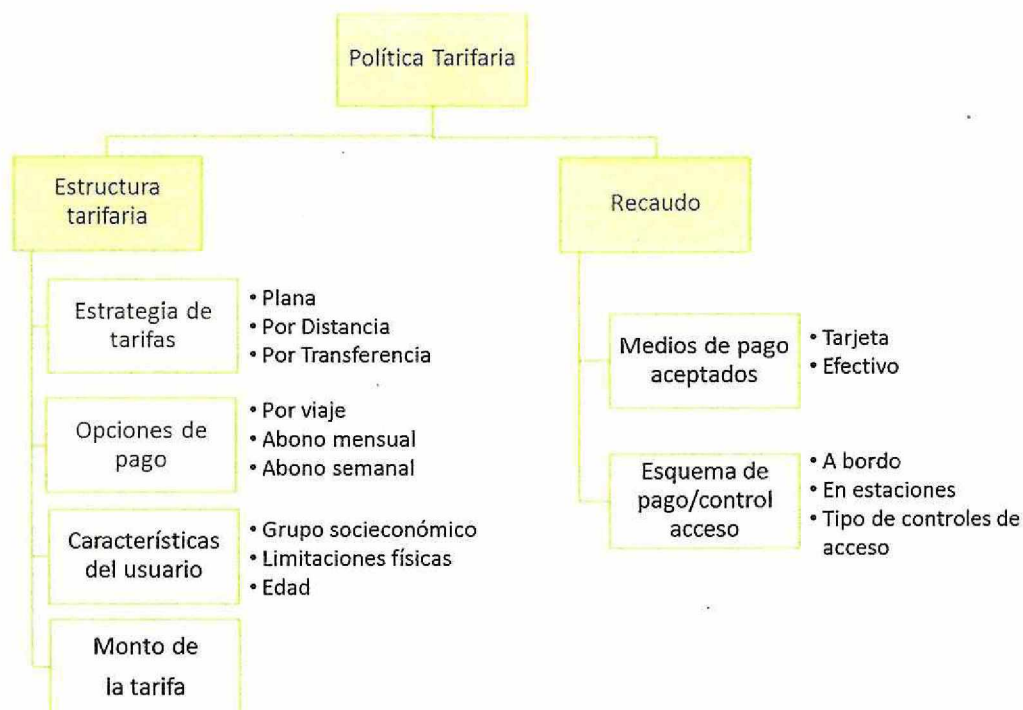 Política Tarifaria
Estructura
tarifaria
Estrategia de
tarifas
• Plana
• Por Distancia
• Por Transferencia
Opciones de
pago
• Por viaje
• Abono mensual
• Abono semanal
Características
del usuario
• Grupo socieconómico
• Limitaciones físicas
• Edad
Monto de
la tarifa
Recaudo
Medios de pago
aceptados
• Tarjeta
• Efectivo
Esquema de
pago/control
acceso
• A bordo
• En estaciones
• Tipo de controles de
acceso